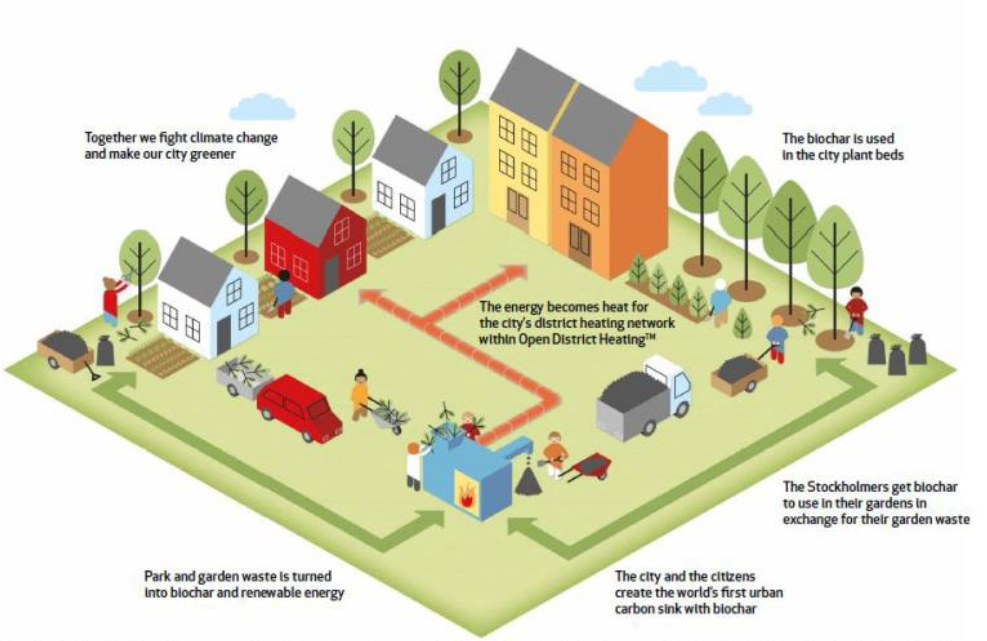 Together we fight climate change
and make our city greener
The biochar is used
in the city plant beds
The energy becomes heat for
the city's district heating network
within Open District Heating™
The Stockholmers get biochar
to use in their gardens in
exchange for their garden waste
Park and garden waste is turned
into biochar and renewable energy
The city and the citizens
create the world's first urban
carbon sink with biochar